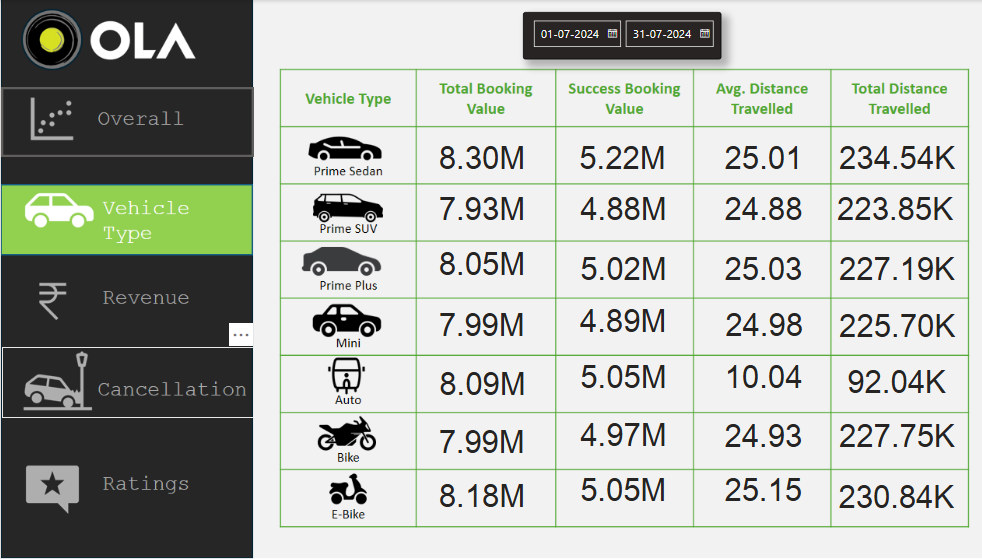 OLA
01-07-2024 31-07-2024
Overall
Vehicle
Type
Revenue
...
Cancellation
Ratings
Vehicle Type
Total Booking
Value
Success Booking
Value
Avg. Distance
Travelled
Total Distance
Travelled
Prime Sedan
8.30M 5.22M 25.01 234.54K
Prime SUV
7.93M 4.88M 24.88 223.85K
Prime Plus
8.05M 5.02M 25.03 227.19K
Mini
7.99M 4.89M 24.98 225.70K
Auto
8.09M 5.05M 10.04 92.04K
Bike
7.99M 4.97M 24.93 227.75K
E-Bike
8.18M 5.05M 25.15 230.84K